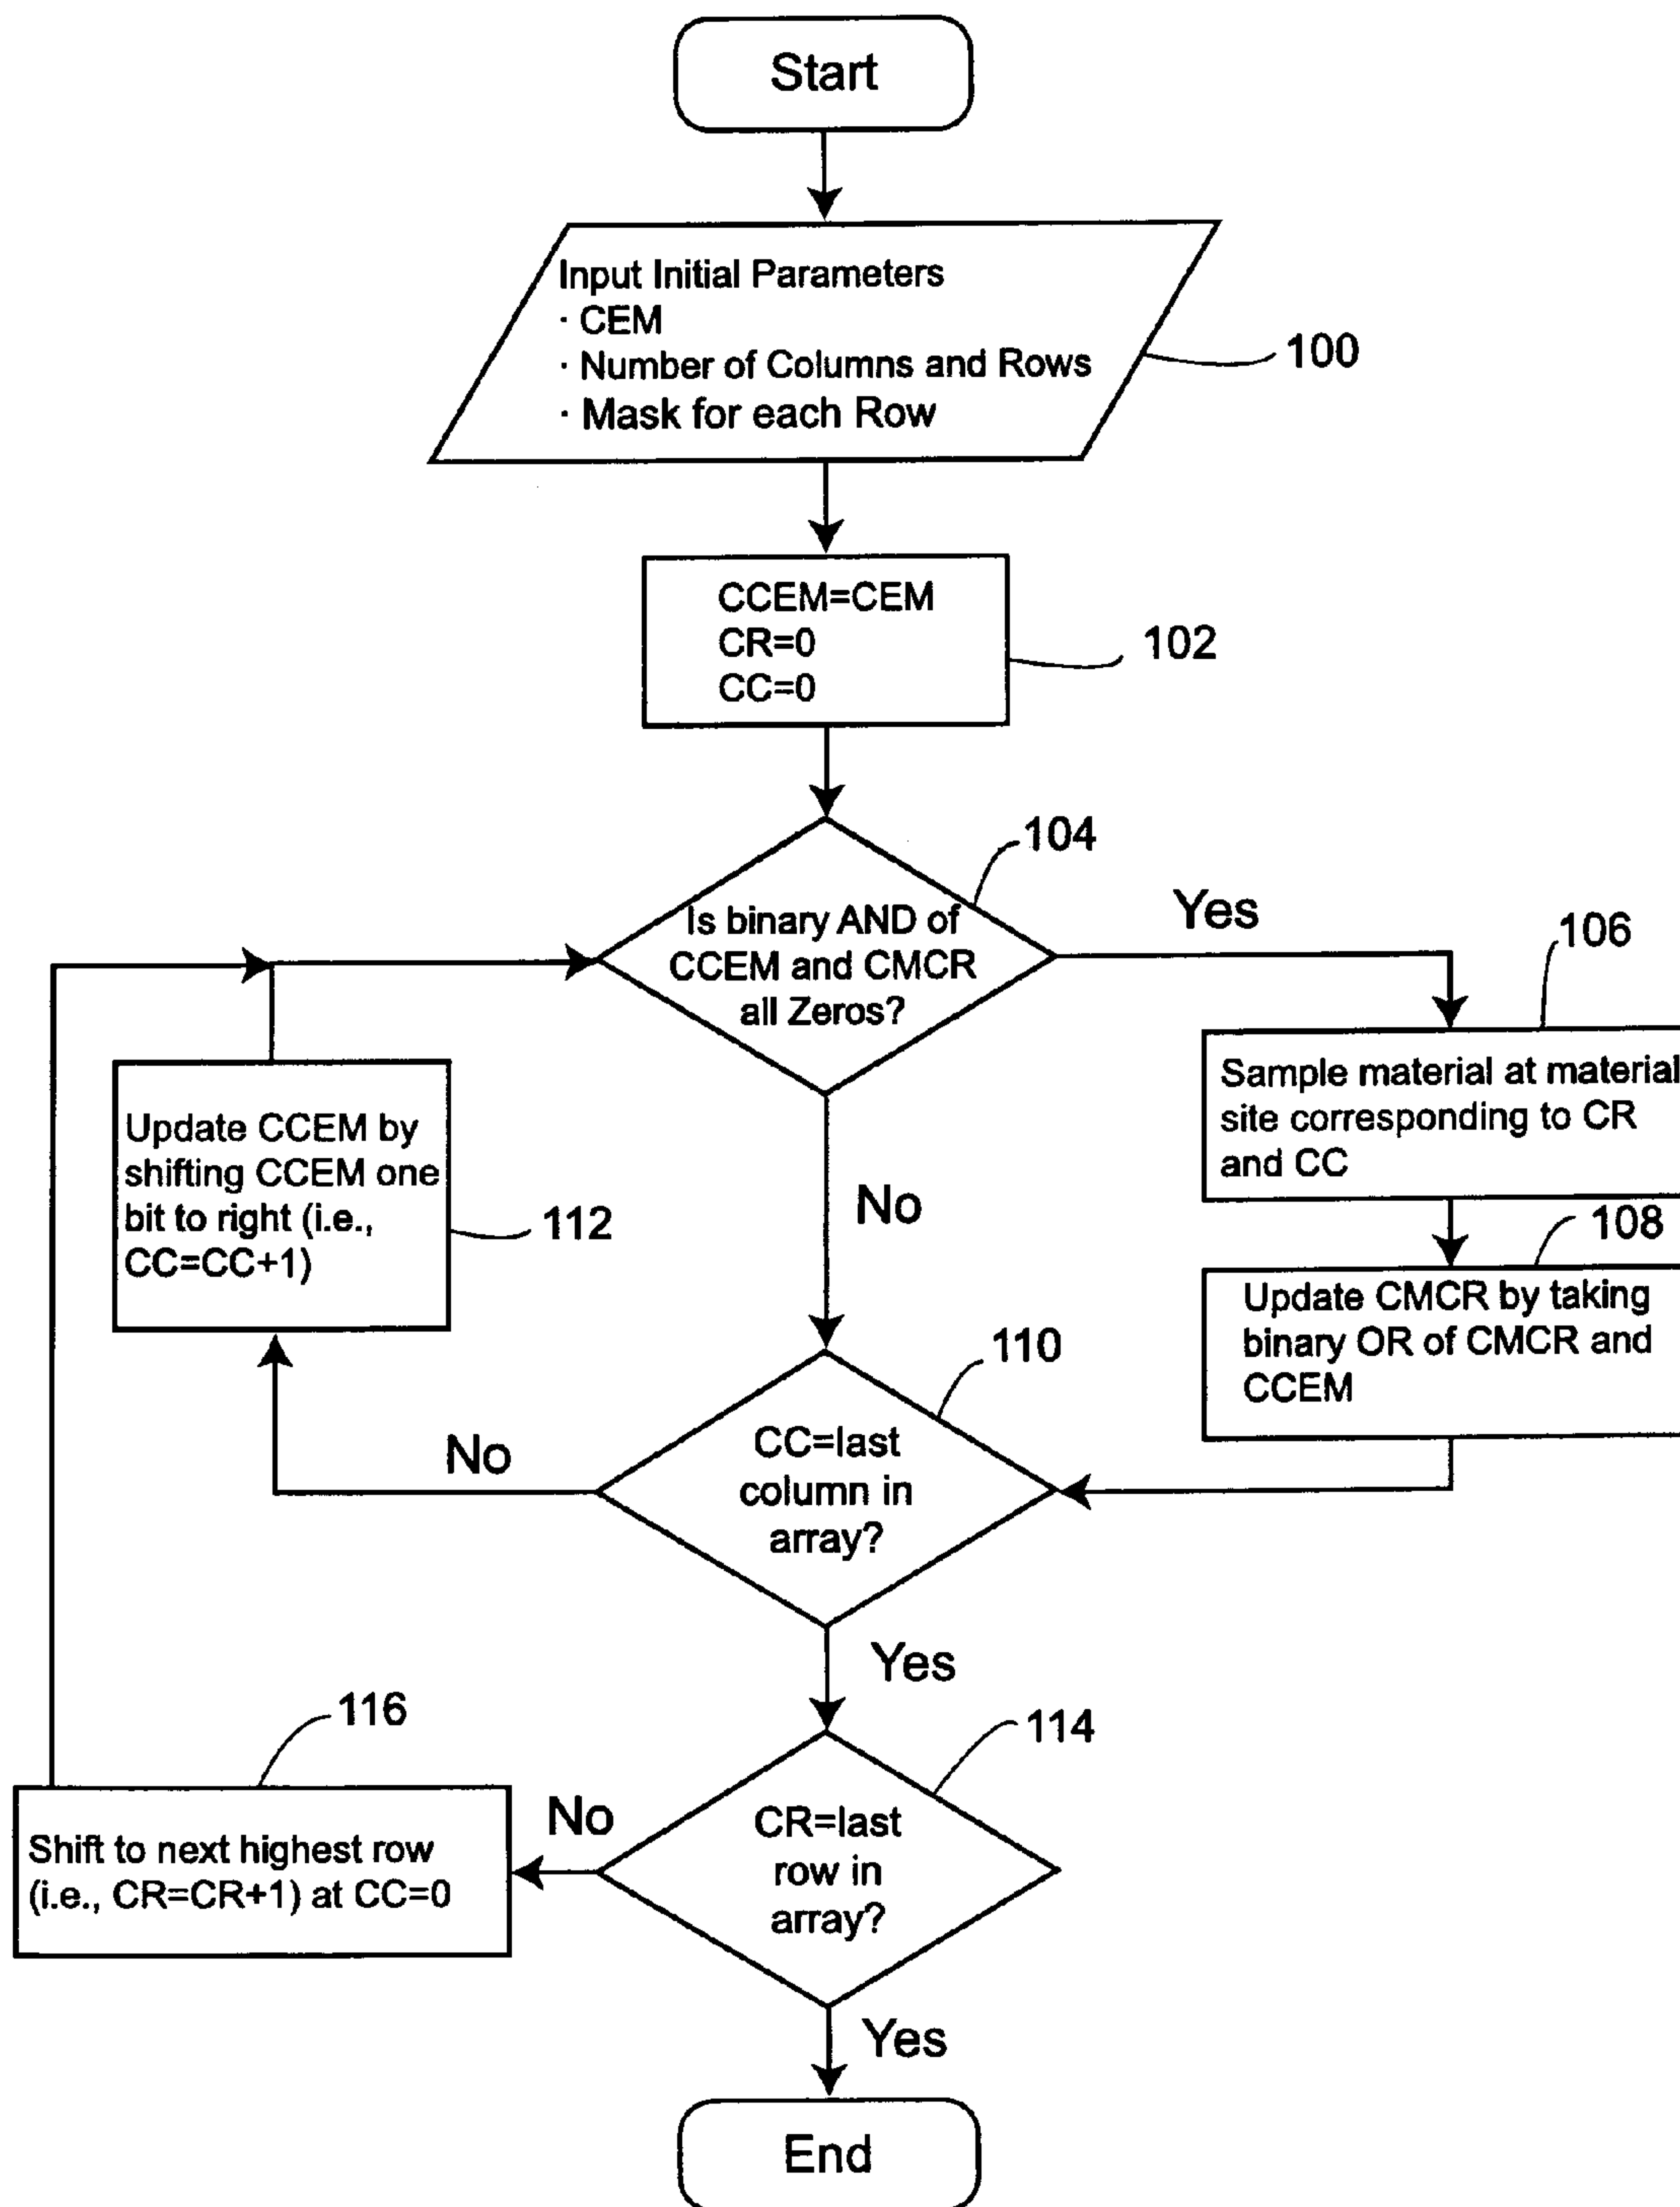 Start
Input Initial Parameters
· CEM
· Number of Columns and Rows
· Mask for each Row
100
CCEM=CEM
CR=0
CC=0
102
104
Is binary AND of
CCEM and CMCR
all Zeros?
Yes
106
Sample material at material
site corresponding to CR
and CC
No
108
Update CMCR by taking
binary OR of CMCR and
CCEM
Update CCEM by
shifting CCEM one
bit to right (i.e.,
CC=CC+1)
112
110
CC=last
column in
array?
No
Yes
116
114
Shift to next highest row
(i.e., CR=CR+1) at CC=0
No
CR=last
row in
array?
Yes
End